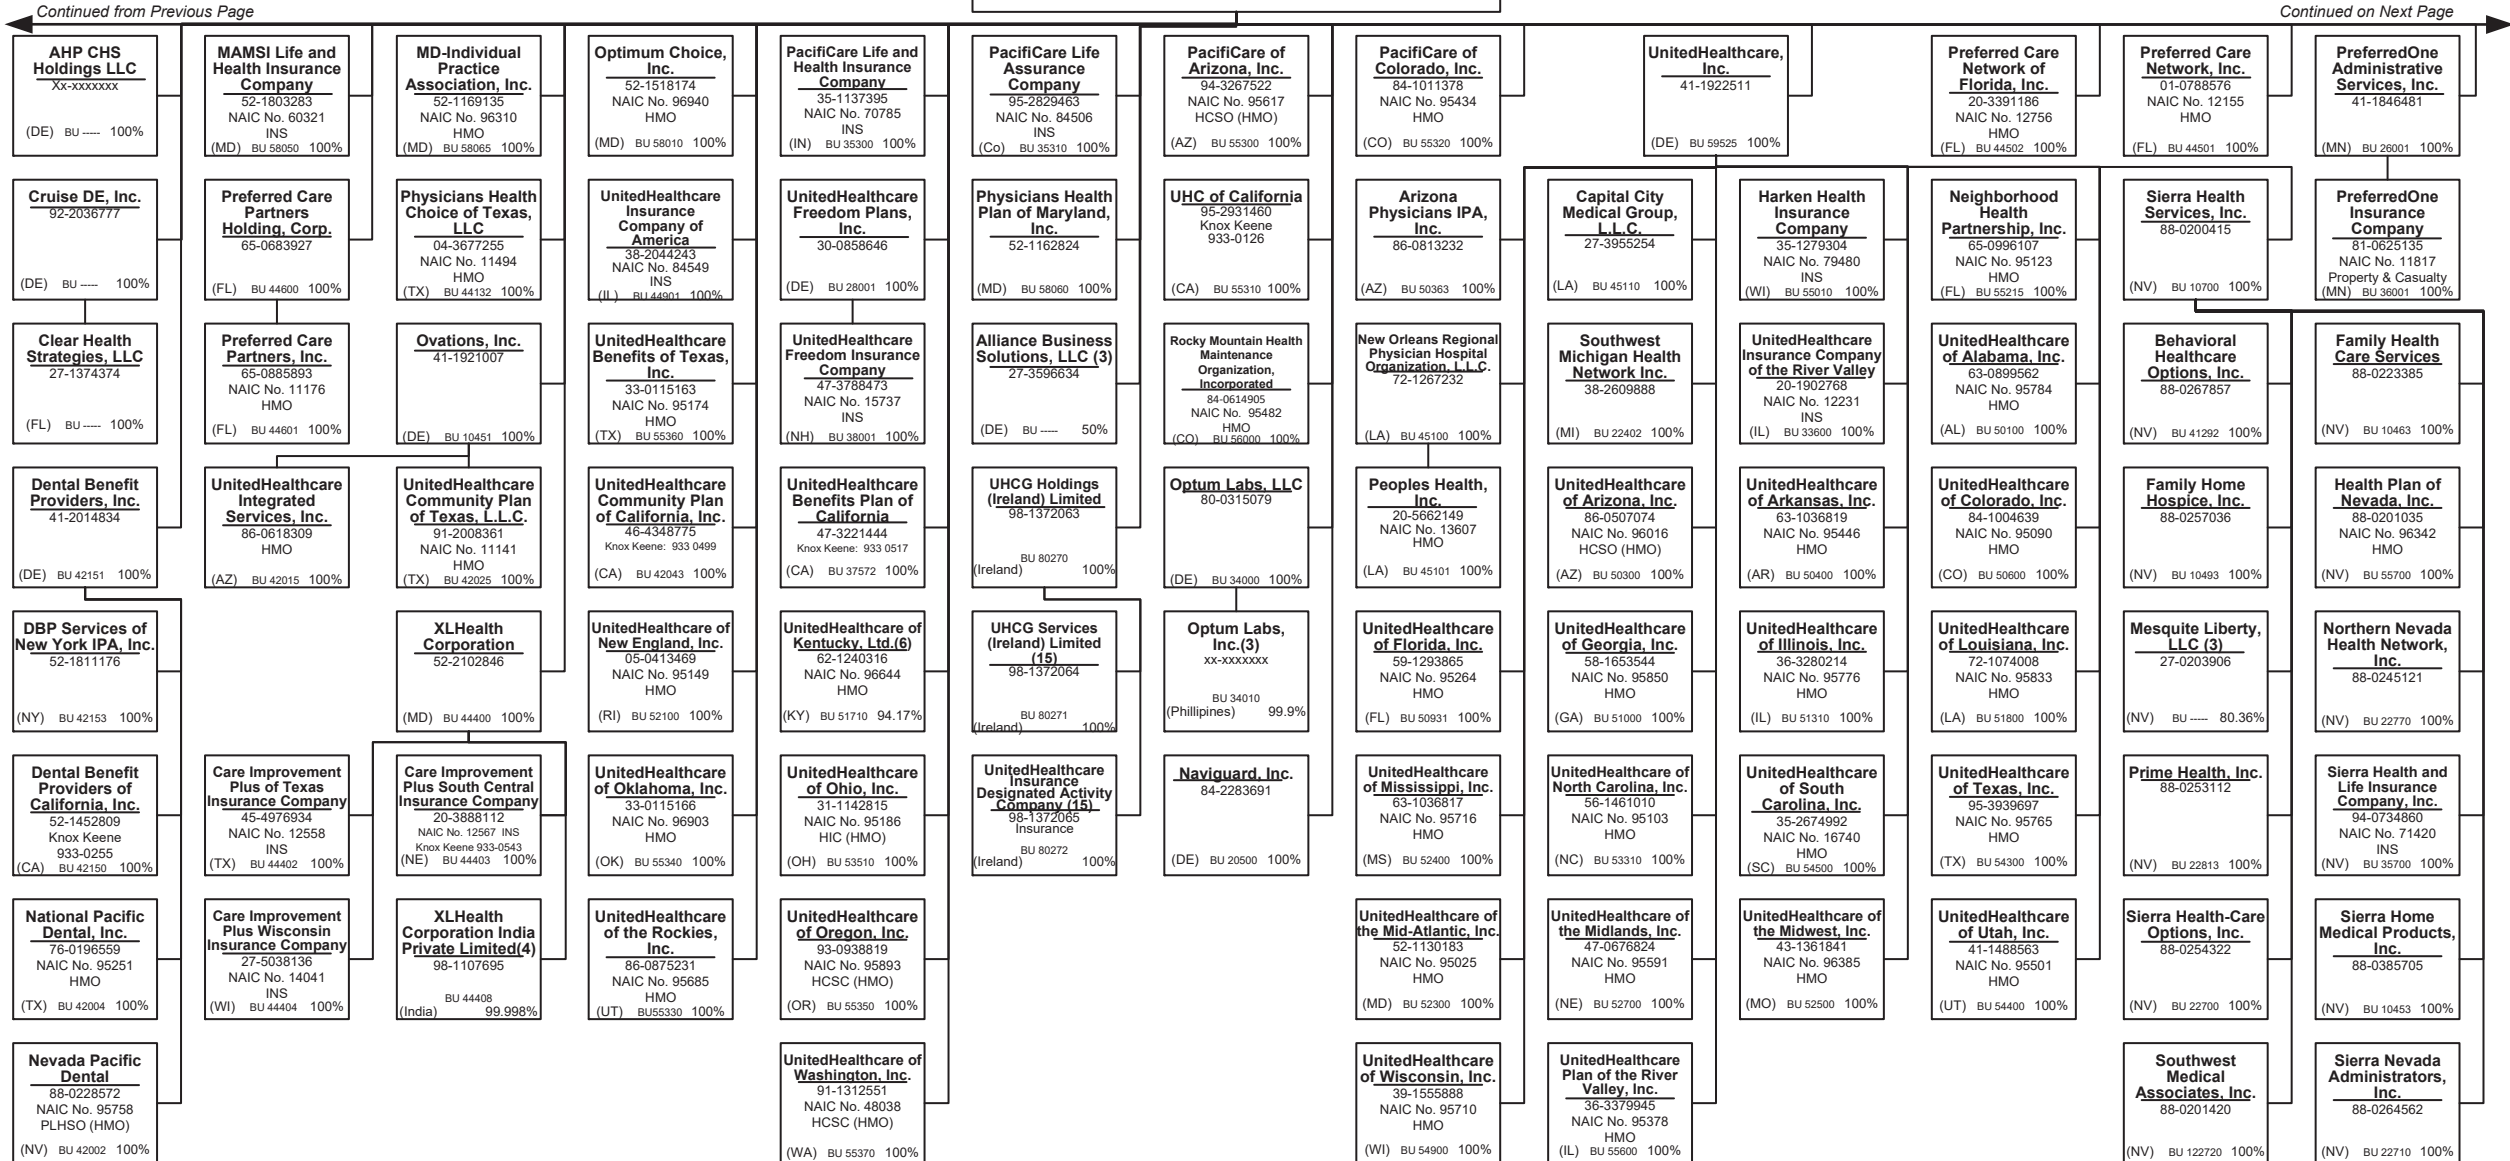 Continued from Previous Page
Continued on Next Page
AHP CHS
Holdings LLC
Xx-xxxxxxx
(DE) BU ----- 100%
MAMSI Life and
Health Insurance
Company
52-1803283
NAIC No. 60321
INS
(MD) BU 58050 100%
MD-Individual
Practice
Association, Inc.
52-1169135
NAIC No. 96310
HMO
(MD) BU 58065 100%
Optimum Choice,
Inc.
52-1518174
NAIC No. 96940
HMO
(MD) BU 58010 100%
PacifiCare Life and
Health Insurance
Company
35-1137395
NAIC No. 70785
INS
(IN) BU 35300 100%
PacifiCare Life
Assurance
Company
95-2829463
NAIC No. 84506
INS
(Co) BU 35310 100%
PacifiCare of
Arizona, Inc.
94-3267522
NAIC No. 95617
HCSO (HMO)
(AZ) BU 55300 100%
PacifiCare of
Colorado, Inc.
84-1011378
NAIC No. 95434
HMO
(CO) BU 55320 100%
UnitedHealthcare,
Inc.
41-1922511
(DE) BU 59525 100%
Preferred Care
Network of
Florida, Inc.
20-3391186
NAIC No. 12756
HMO
(FL) BU 44502 100%
Preferred Care
Network, Inc.
01-0788576
NAIC No. 12155
HMO
(FL) BU 44501 100%
PreferredOne
Administrative
Services, Inc.
41-1846481
(MN) BU 26001 100%
Cruise DE, Inc.
92-2036777
(DE) BU ----- 100%
Preferred Care
Partners
Holding, Corp.
65-0683927
(FL) BU 44600 100%
Physicians Health
Choice of Texas,
LLC
04-3677255
NAIC No. 11494
HMO
(TX) BU 44132 100%
UnitedHealthcare
Insurance
Company of
America
38-2044243
NAIC No. 84549
INS
(IL) BU 44901 100%
UnitedHealthcare
Freedom Plans,
Inc.
30-0858646
(DE) BU 28001 100%
Physicians Health
Plan of Maryland,
Inc.
52-1162824
(MD) BU 58060 100%
UHC of California
95-2931460
Knox Keene
933-0126
(CA) BU 55310 100%
Arizona
Physicians IPA,
Inc.
86-0813232
(AZ) BU 50363 100%
Capital City
Medical Group,
L.L.C.
27-3955254
(LA) BU 45110 100%
Harken Health
Insurance
Company
35-1279304
NAIC No. 79480
INS
(WI) BU 55010 100%
Neighborhood
Health
Partnership, Inc.
65-0996107
NAIC No. 95123
HMO
(FL) BU 55215 100%
Sierra Health
Services, Inc.
88-0200415
(NV) BU 10700 100%
PreferredOne
Insurance
Company
81-0625135
NAIC No. 11817
Property & Casualty
(MN) BU 36001 100%
Clear Health
Strategies, LLC
27-1374374
(FL) BU ----- 100%
Preferred Care
Partners, Inc.
65-0885893
NAIC No. 11176
HMO
(FL) BU 44601 100%
Ovations, Inc.
41-1921007
(DE) BU 10451 100%
UnitedHealthcare
Benefits of Texas,
Inc.
33-0115163
NAIC No. 95174
HMO
(TX) BU 55360 100%
UnitedHealthcare
Freedom Insurance
Company
47-3788473
NAIC No. 15737
INS
(NH) BU 38001 100%
Alliance Business
Solutions, LLC (3)
27-3596634
(DE) BU ----- 50%
Rocky Mountain Health
Maintenance
Organization,
Incorporated
84-0614905
NAIC No. 95482
HMO
(CO) BU 56000 100%
New Orleans Regional
Physician Hospital
Organization, L.L.C.
72-1267232
(LA) BU 45100 100%
Southwest
Michigan Health
Network Inc.
38-2609888
(MI) BU 22402 100%
UnitedHealthcare
Insurance Company
of the River Valley
20-1902768
NAIC No. 12231
INS
(IL) BU 33600 100%
UnitedHealthcare
of Alabama, Inc.
63-0899562
NAIC No. 95784
HMO
(AL) BU 50100 100%
Behavioral
Healthcare
Options, Inc.
88-0267857
(NV) BU 41292 100%
Family Health
Care Services
88-0223385
(NV) BU 10463 100%
Dental Benefit
Providers, Inc.
41-2014834
(DE) BU 42151 100%
UnitedHealthcare
Integrated
Services, Inc.
86-0618309
HMO
(AZ) BU 42015 100%
UnitedHealthcare
Community Plan
of Texas, L.L.C.
91-2008361
NAIC No. 11141
HMO
(TX) BU 42025 100%
UnitedHealthcare
Community Plan
of California, Inc.
46-4348775
Knox Keene: 933 0499
(CA) BU 42043 100%
UnitedHealthcare
Benefits Plan of
California
47-3221444
Knox Keene: 933 0517
(CA) BU 37572 100%
UHCG Holdings
(Ireland) Limited
98-1372063
BU 80270
(Ireland) 100%
Optum Labs, LLC
80-0315079
(DE) BU 34000 100%
Peoples Health,
Inc.
20-5662149
NAIC No. 13607
HMO
(LA) BU 45101 100%
UnitedHealthcare
of Arizona, Inc.
86-0507074
NAIC No. 96016
HCSO (HMO)
(AZ) BU 50300 100%
UnitedHealthcare
of Arkansas, Inc.
63-1036819
NAIC No. 95446
HMO
(AR) BU 50400 100%
UnitedHealthcare
of Colorado, Inc.
84-1004639
NAIC No. 95090
HMO
(CO) BU 50600 100%
Family Home
Hospice, Inc.
88-0257036
(NV) BU 10493 100%
Health Plan of
Nevada, Inc.
88-0201035
NAIC No. 96342
HMO
(NV) BU 55700 100%
DBP Services of
New York IPA, Inc.
52-1811176
(NY) BU 42153 100%
XLHealth
Corporation
52-2102846
(MD) BU 44400 100%
UnitedHealthcare of
New England, Inc.
05-0413469
NAIC No. 95149
HMO
(RI) BU 52100 100%
UnitedHealthcare of
Kentucky, Ltd.(6)
62-1240316
NAIC No. 96644
HMO
(KY) BU 51710 94.17%
UHCG Services
(Ireland) Limited
(15)
98-1372064
BU 80271
(Ireland) 100%
Optum Labs,
Inc.(3)
xx-xxxxxxx
BU 34010
(Phillipines) 99.9%
UnitedHealthcare
of Florida, Inc.
59-1293865
NAIC No. 95264
HMO
(FL) BU 50931 100%
UnitedHealthcare
of Georgia, Inc.
58-1653544
NAIC No. 95850
HMO
(GA) BU 51000 100%
UnitedHealthcare
of Illinois, Inc.
36-3280214
NAIC No. 95776
HMO
(IL) BU 51310 100%
UnitedHealthcare
of Louisiana, Inc.
72-1074008
NAIC No. 95833
HMO
(LA) BU 51800 100%
Mesquite Liberty,
LLC (3)
27-0203906
(NV) BU ----- 80.36%
Northern Nevada
Health Network,
Inc.
88-0245121
(NV) BU 22770 100%
Dental Benefit
Providers of
California, Inc.
52-1452809
Knox Keene
933-0255
(CA) BU 42150 100%
Care Improvement
Plus of Texas
Insurance Company
45-4976934
NAIC No. 12558
INS
(TX) BU 44402 100%
Care Improvement
Plus South Central
Insurance Company
20-3888112
NAIC No. 12567 INS
Knox Keene 933-0543
(NE) BU 44403 100%
UnitedHealthcare
of Oklahoma, Inc.
33-0115166
NAIC No. 96903
HMO
(OK) BU 55340 100%
UnitedHealthcare
of Ohio, Inc.
31-1142815
NAIC No. 95186
HIC (HMO)
(OH) BU 53510 100%
UnitedHealthcare
Insurance
Designated Activity
Company (15)
98-1372065
Insurance
BU 80272
(Ireland) 100%
Naviguard, Inc.
84-2283691
(DE) BU 20500 100%
UnitedHealthcare
of Mississippi, Inc.
63-1036817
NAIC No. 95716
HMO
(MS) BU 52400 100%
UnitedHealthcare of
North Carolina, Inc.
56-1461010
NAIC No. 95103
HMO
(NC) BU 53310 100%
UnitedHealthcare
of South
Carolina, Inc.
35-2674992
NAIC No. 16740
HMO
(SC) BU 54500 100%
UnitedHealthcare
of Texas, Inc.
95-3939697
NAIC No. 95765
HMO
(TX) BU 54300 100%
Prime Health, Inc.
88-0253112
(NV) BU 22813 100%
Sierra Health and
Life Insurance
Company, Inc.
94-0734860
NAIC No. 71420
INS
(NV) BU 35700 100%
National Pacific
Dental, Inc.
76-0196559
NAIC No. 95251
HMO
(TX) BU 42004 100%
Care Improvement
Plus Wisconsin
Insurance Company
27-5038136
NAIC No. 14041
INS
(WI) BU 44404 100%
XLHealth
Corporation India
Private Limited(4)
98-1107695
BU 44408
(India) 99.998%
UnitedHealthcare
of the Rockies,
Inc.
86-0875231
NAIC No. 95685
HMO
(UT) BU55330 100%
UnitedHealthcare
of Oregon, Inc.
93-0938819
NAIC No. 95893
HCSC (HMO)
(OR) BU 55350 100%
UnitedHealthcare of
the Mid-Atlantic, Inc.
52-1130183
NAIC No. 95025
HMO
(MD) BU 52300 100%
UnitedHealthcare of
the Midlands, Inc.
47-0676824
NAIC No. 95591
HMO
(NE) BU 52700 100%
UnitedHealthcare of
the Midwest, Inc.
43-1361841
NAIC No. 96385
HMO
(MO) BU 52500 100%
UnitedHealthcare
of Utah, Inc.
41-1488563
NAIC No. 95501
HMO
(UT) BU 54400 100%
Sierra Health-Care
Options, Inc.
88-0254322
(NV) BU 22700 100%
Sierra Home
Medical Products,
Inc.
88-0385705
(NV) BU 10453 100%
Nevada Pacific
Dental
88-0228572
NAIC No. 95758
PLHSO (HMO)
(NV) BU 42002 100%
UnitedHealthcare of
Washington, Inc.
91-1312551
NAIC No. 48038
HCSC (HMO)
(WA) BU 55370 100%
UnitedHealthcare
of Wisconsin, Inc.
39-1555888
NAIC No. 95710
HMO
(WI) BU 54900 100%
UnitedHealthcare
Plan of the River
Valley, Inc.
36-3379945
NAIC No. 95378
HMO
(IL) BU 55600 100%
Southwest
Medical
Associates, Inc.
88-0201420
(NV) BU 122720 100%
Sierra Nevada
Administrators,
Inc.
88-0264562
(NV) BU 22710 100%